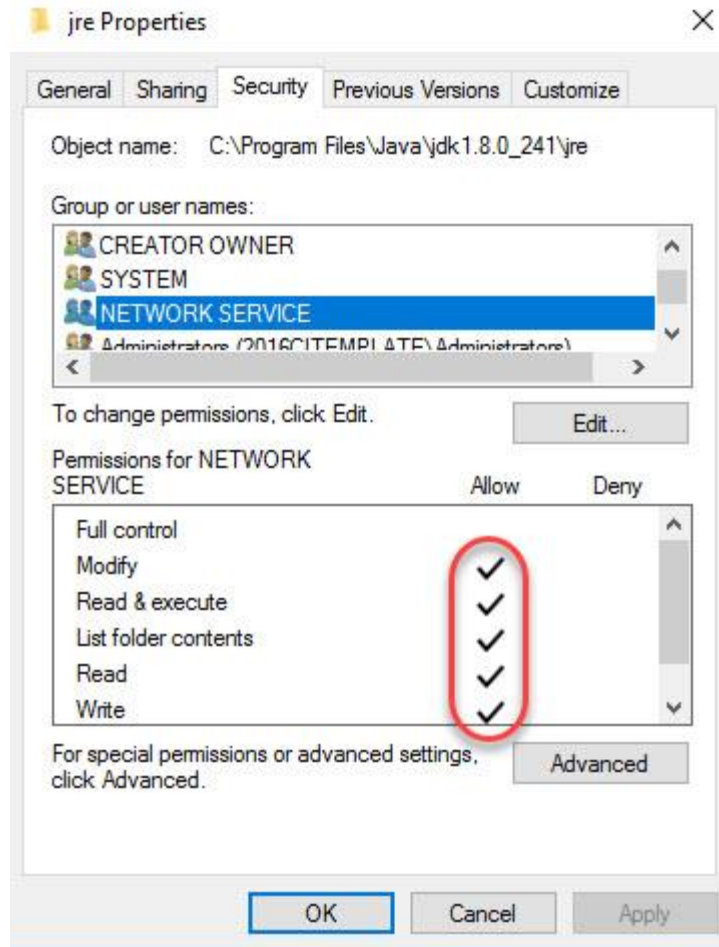 jre Properties
General Sharing Security Previous Versions Customize
Object name: C:\Program Files\Java\jdk1.8.0_241\jre
Group or user names:
CREATOR OWNER
SYSTEM
NETWORK SERVICE
Administrators (2016CITEMPLATE\Administrators)
To change permissions, click Edit.
Edit...
Permissions for NETWORK
SERVICE Allow Deny
Full control
Modify
Read & execute
List folder contents
Read
Write
For special permissions or advanced settings,
click Advanced.
Advanced
OK Cancel Apply